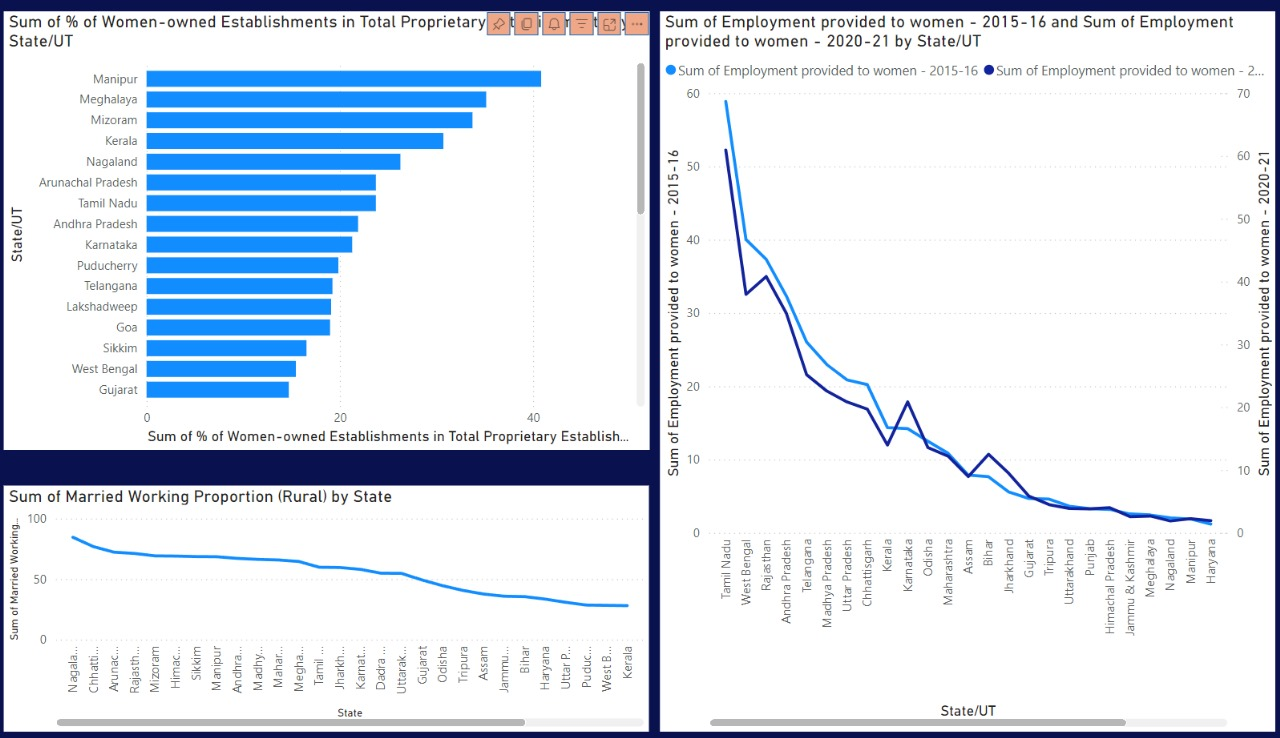 Sum of % of Women-owned Establishments in Total Proprietary
State/UT
State/UT
Manipur
Meghalaya
Mizoram
Kerala
Nagaland
Arunachal Pradesh
Tamil Nadu
Andhra Pradesh
Karnataka
Puducherry
Telangana
Lakshadweep
Goa
Sikkim
West Bengal
Gujarat
0 20 40
Sum of % of Women-owned Establishments in Total Proprietary Establish...
Sum of Married Working Proportion (Rural) by State
Sum of Married Working...
100
50
0
Nagala...
Chhatti...
Arunac...
Rajasth...
Mizoram
Himac...
Sikkim
Manipur
Andhra...
Madhy...
Mahar...
Megha...
Tamil ...
Jharkh...
Karnat...
Dadra ...
Uttarak...
Gujarat
Odisha
Tripura
Assam
Jammu...
Bihar
Haryana
Uttar P...
Puduc...
West B...
Kerala
State
Sum of Employment provided to women - 2015-16 and Sum of Employment
provided to women - 2020-21 by State/UT
Sum of Employment provided to women - 2015-16 Sum of Employment provided to women - 2...
Sum of Employment provided to women - 2015-16
60
50
40
30
20
10
0
70
60
50
40
30
20
10
0
Sum of Employment provided to women - 2020-21
Tamil Nadu
West Bengal
Rajasthan
Andhra Pradesh
Telangana
Madhya Pradesh
Uttar Pradesh
Chhattisgarh
Kerala
Karnataka
Odisha
Maharashtra
Assam
Bihar
Jharkhand
Gujarat
Tripura
Uttarakhand
Punjab
Himachal Pradesh
Jammu & Kashmir
Meghalaya
Nagaland
Manipur
Haryana
State/UT